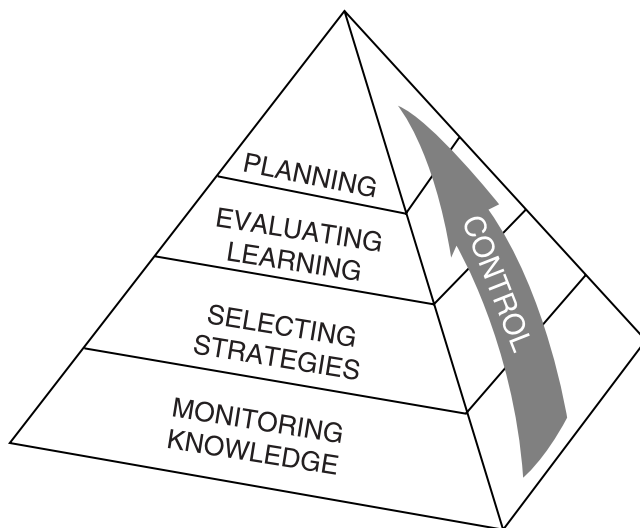 PLANNING
EVALUATING
LEARNING
SELECTING
STRATEGIES
MONITORING
KNOWLEDGE
CONTROL